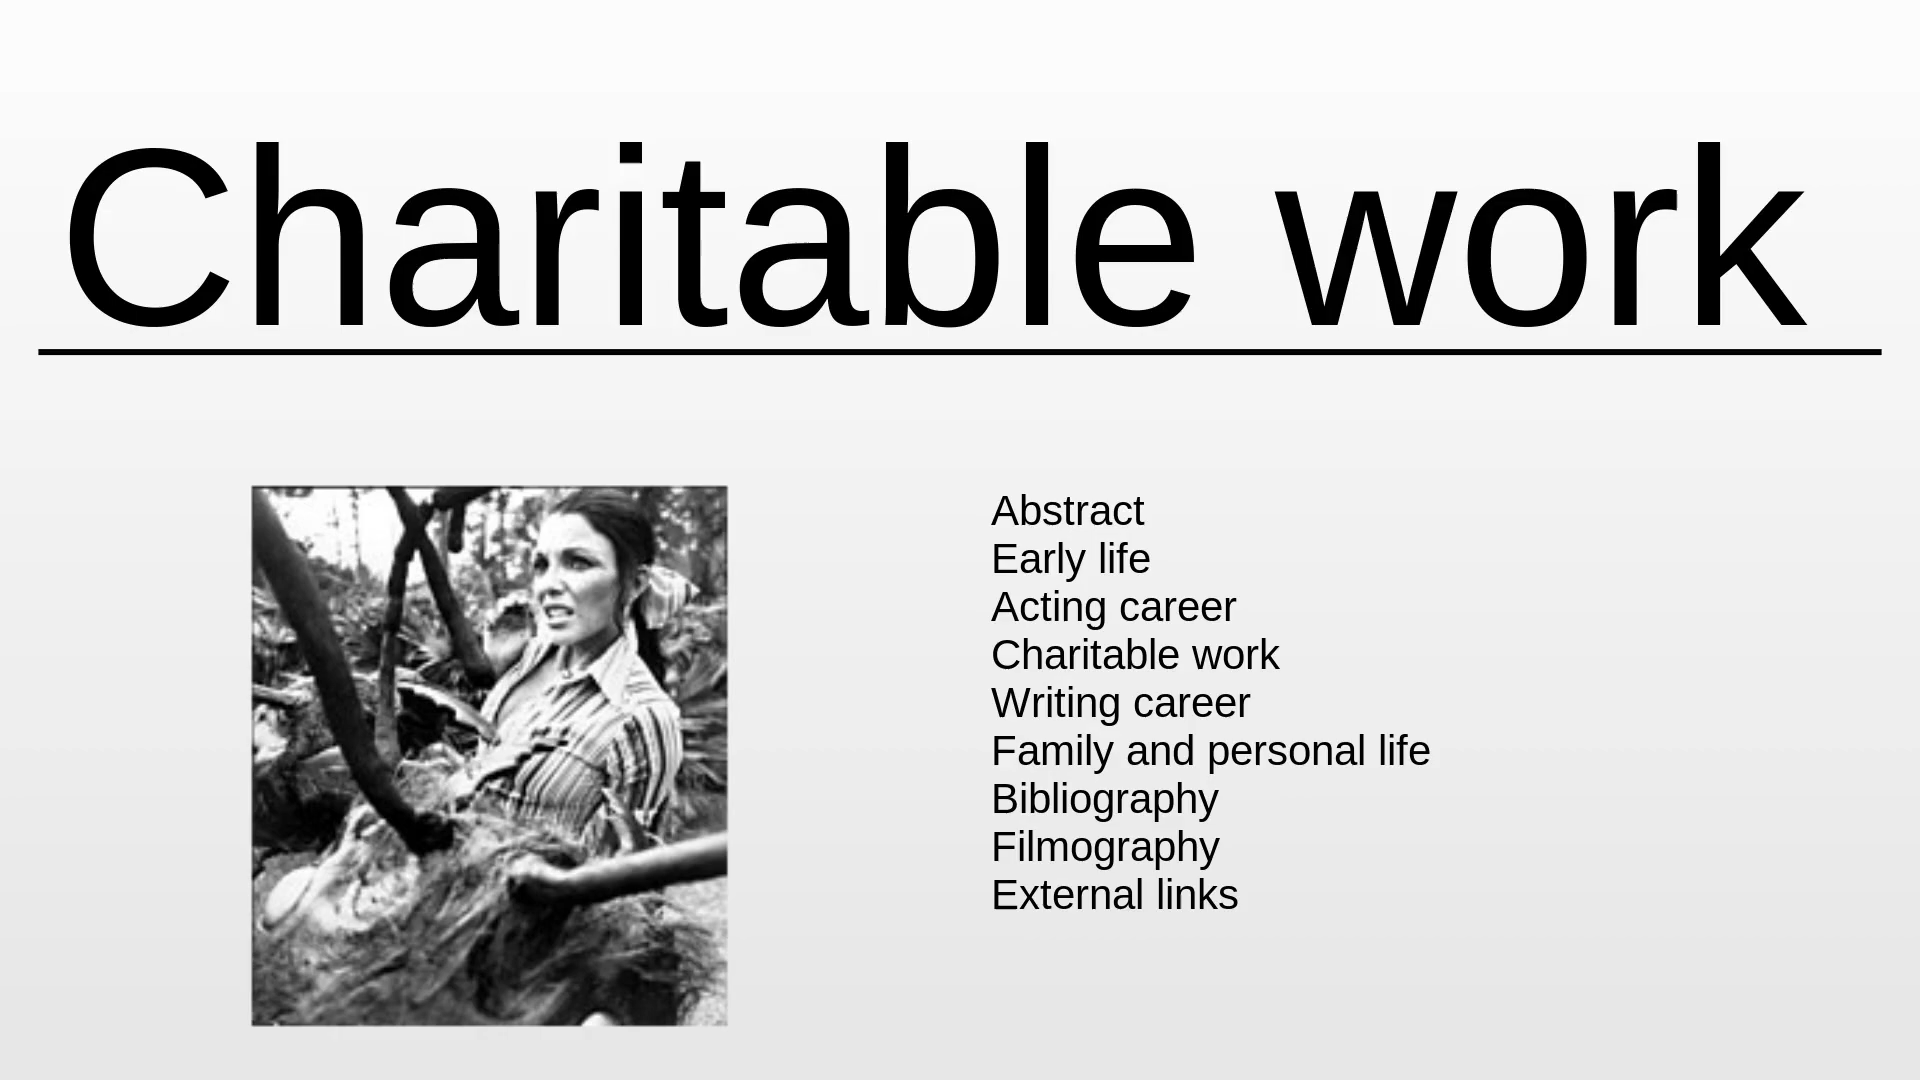 Charitable work
Abstract
Early life
Acting career
Charitable work
Writing career
Family and personal life
Bibliography
Filmography
External links